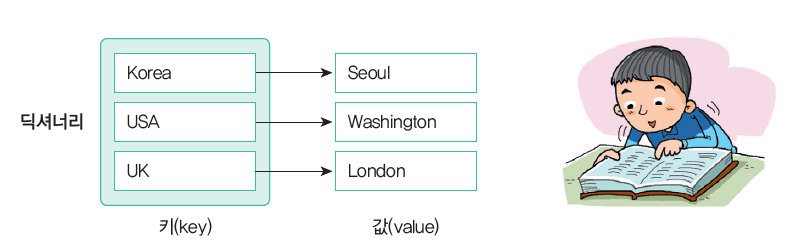 딕셔너리
Korea
Seoul
USA
Washington
UK
London
키(key)
값(value)